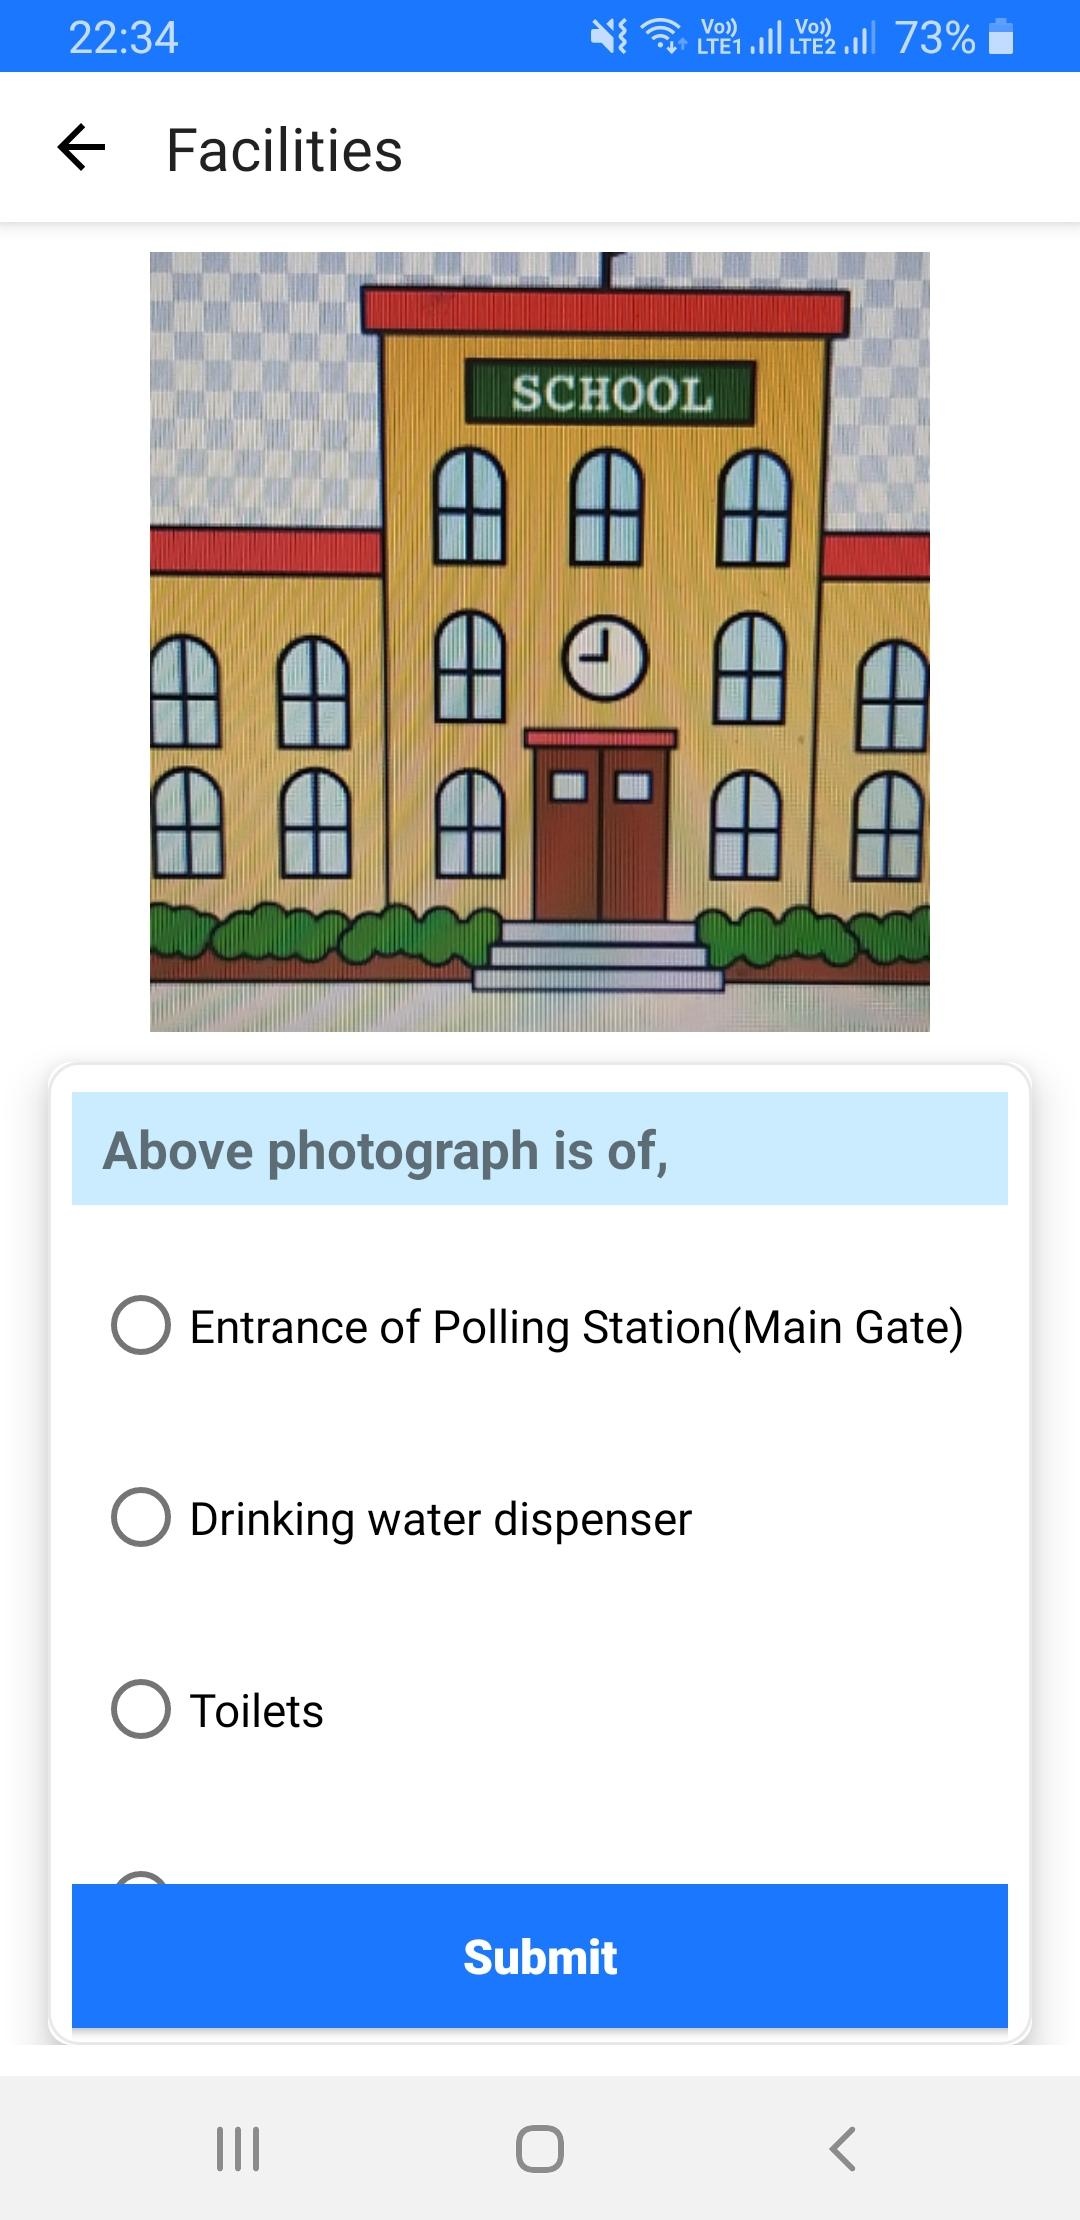 22:34 Vo)) LTE1 Vo)) LTE2 73%
Facilities
SCHOOL
Above photograph is of,
Entrance of Polling Station(Main Gate)
Drinking water dispenser
Toilets
Submit